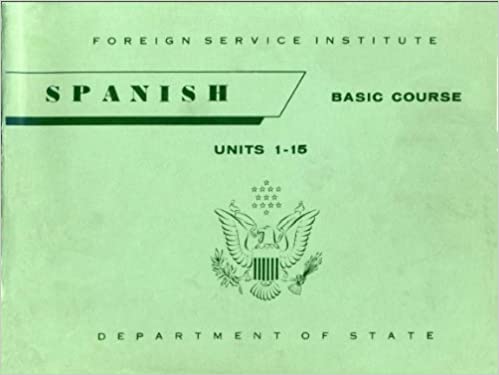 FOREIGN SERVICE INSTITUTE
SPANISH
BASIC COURSE
UNITS 1-15
DEPARTMENT OF STATE